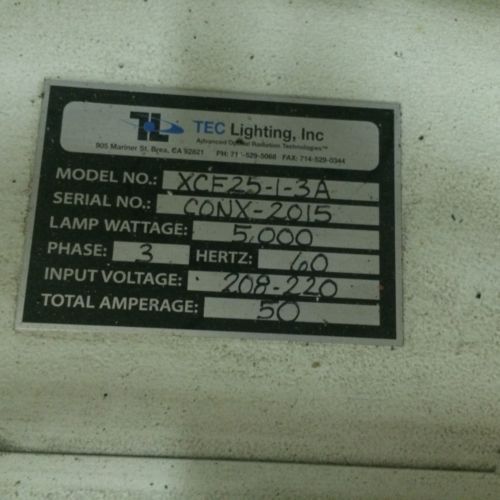 TL TEC Lighting, Inc
Advanced Optical Radiation Technologies™
905 Mariner St. Brea, CA 92821 FAX: 714-529-0344
MODEL NO.: XCE25-1-3A
SERIAL NO.: CONX-2015
LAMP WATTAGE: 5,000
PHASE: 3 HERTZ: 60
INPUT VOLTAGE: 208-220
TOTAL AMPERAGE: 50